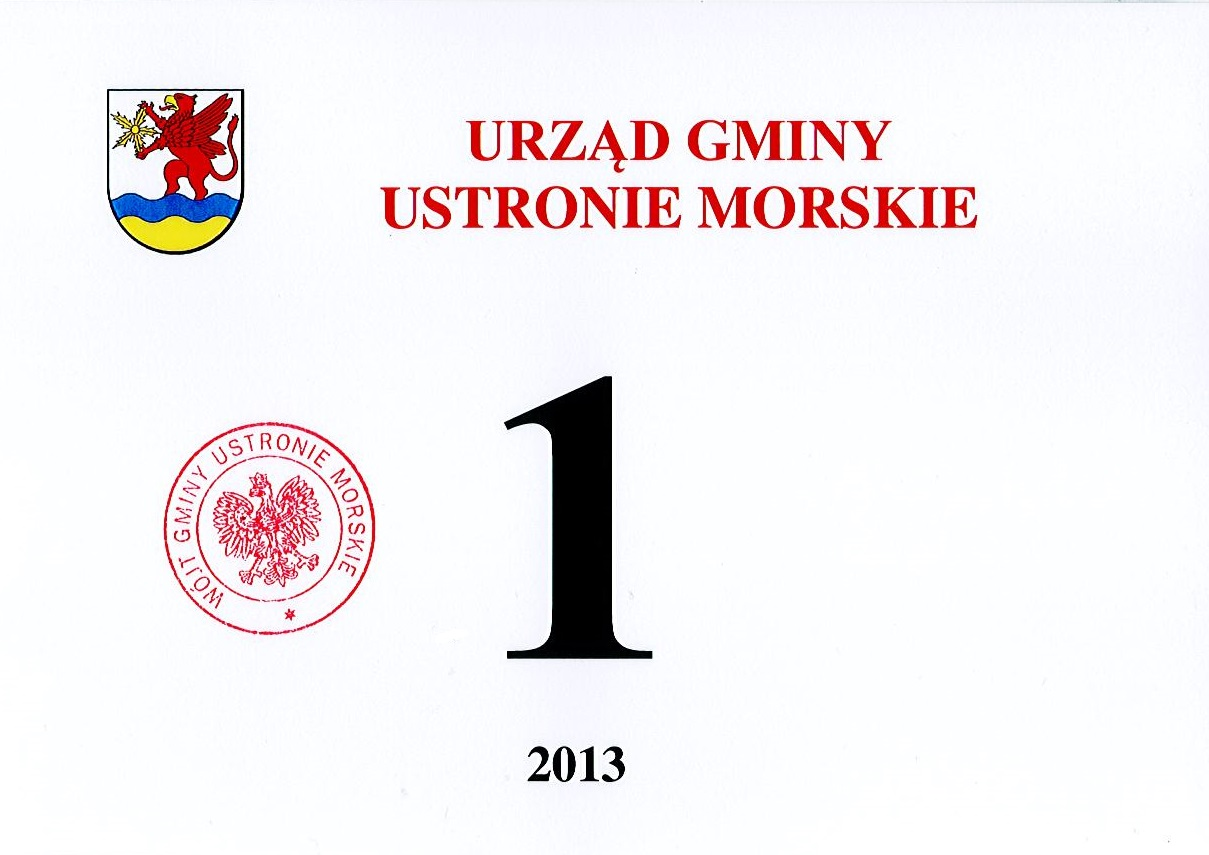 URZĄD GMINY
USTRONIE MORSKIE
1
WÓJT GMINY USTRONIE MORSKIE *
2013